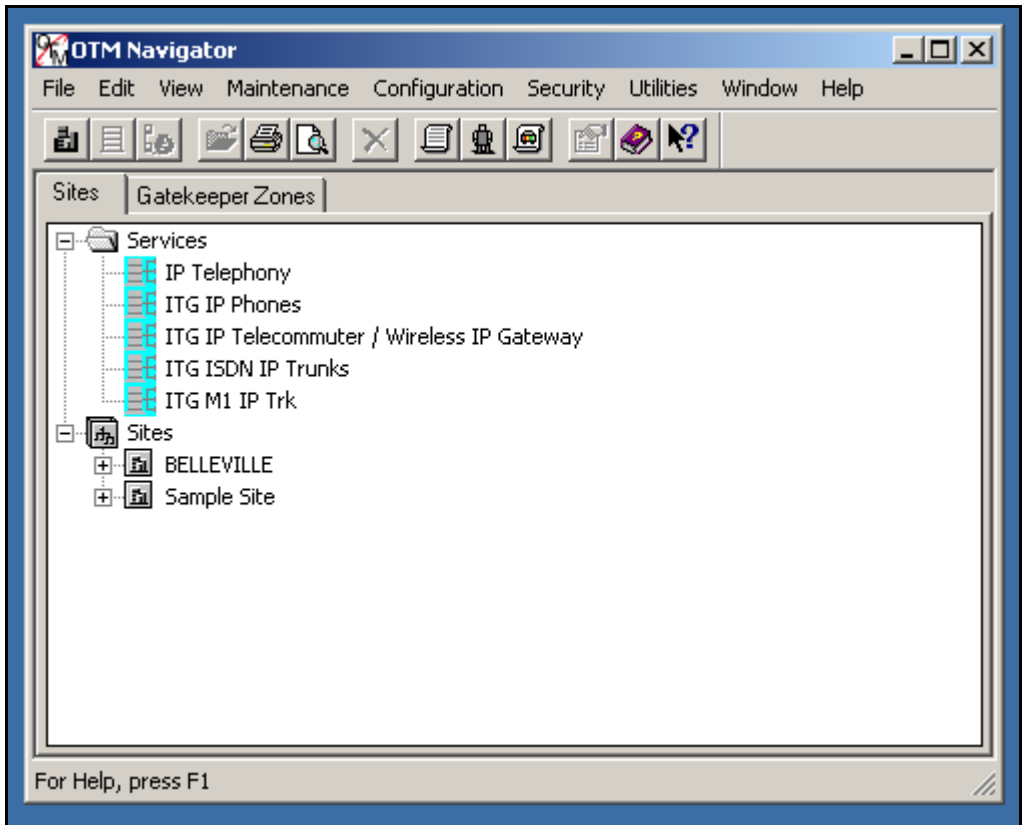 OTM Navigator
File Edit View Maintenance Configuration Security Utilities Window Help
Sites Gatekeeper Zones
Services
IP Telephony
ITG IP Phones
ITG IP Telecommuter / Wireless IP Gateway
ITG ISDN IP Trunks
ITG M1 IP Trk
Sites
BELLEVILLE
Sample Site
For Help, press F1